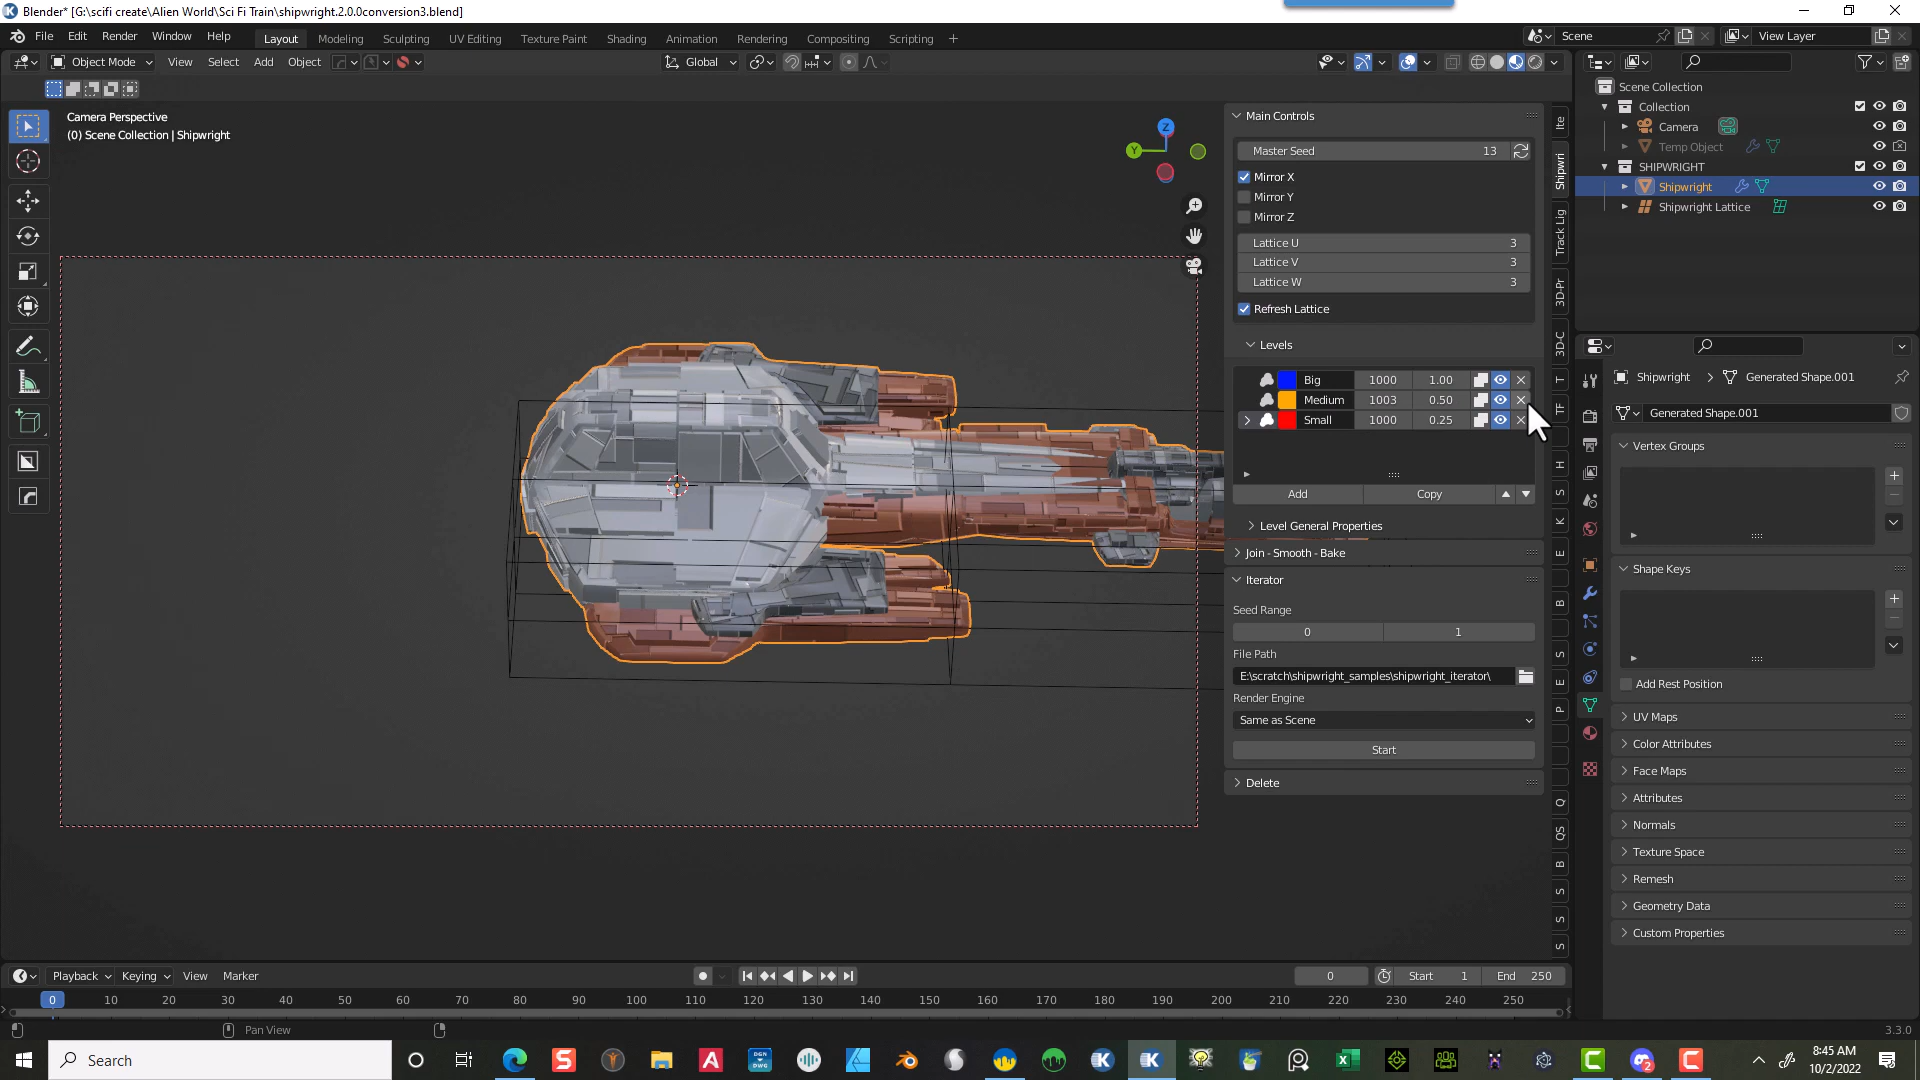 Blender* [G:\scifi create\Alien World\Sci Fi Train\shipwright.2.0.0conversion3.blend]
File Edit Render Window Help Layout Modeling Sculpting UV Editing Texture Paint Shading Animation Rendering Compositing Scripting + Scene View Layer
Object Mode View Select Add Object Global
Camera Perspective
(0) Scene Collection | Shipwright
Z
Y
Main Controls
Master Seed 13
Mirror X
Mirror Y
Mirror Z
Lattice U 3
Lattice V 3
Lattice W 3
Refresh Lattice
Levels
Big 1000 1.00
Medium 1003 0.50
Small 1000 0.25
Add Copy
Level General Properties
Join - Smooth - Bake
Iterator
Seed Range
0 1
File Path
E:\scratch\shipwright_samples\shipwright_iterator\
Render Engine
Same as Scene
Start
Delete
Ite
Shipwri
Track Lig
3D-Pr
3D-C
T
TF
H
S
K
E
B
S
E
P
Q
QS
B
S
S
S
Scene Collection
Collection
Camera
Temp Object
SHIPWRIGHT
Shipwright
Shipwright Lattice
Shipwright Generated Shape.001
Generated Shape.001
Vertex Groups
Shape Keys
Add Rest Position
UV Maps
Color Attributes
Face Maps
Attributes
Normals
Texture Space
Remesh
Geometry Data
Custom Properties
Playback Keying View Marker 0 Start 1 End 250
0 10 20 30 40 50 60 70 80 90 100 110 120 130 140 150 160 170 180 190 200 210 220 230 240 250
Pan View 3.3.0
Search
8:45 AM
10/2/2022